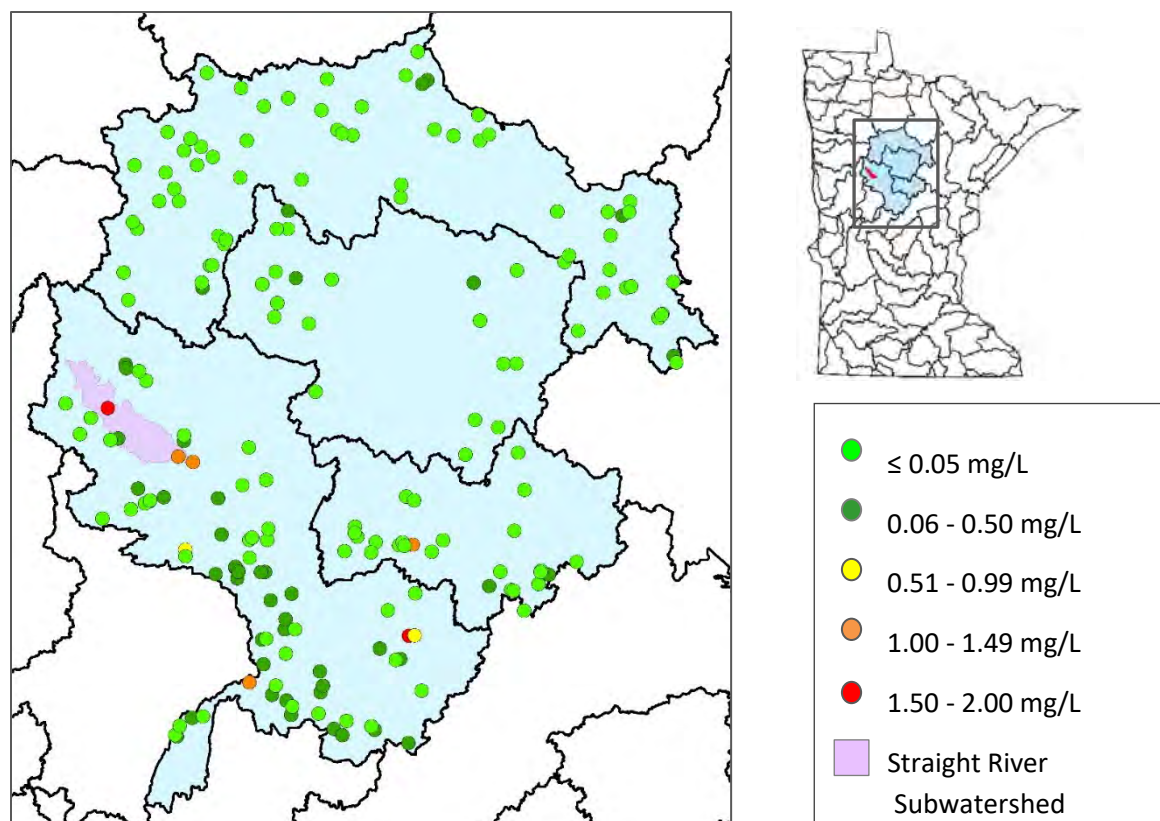 ≤ 0.05 mg/L
0.06 - 0.50 mg/L
0.51 - 0.99 mg/L
1.00 - 1.49 mg/L
1.50 - 2.00 mg/L
Straight River
Subwatershed